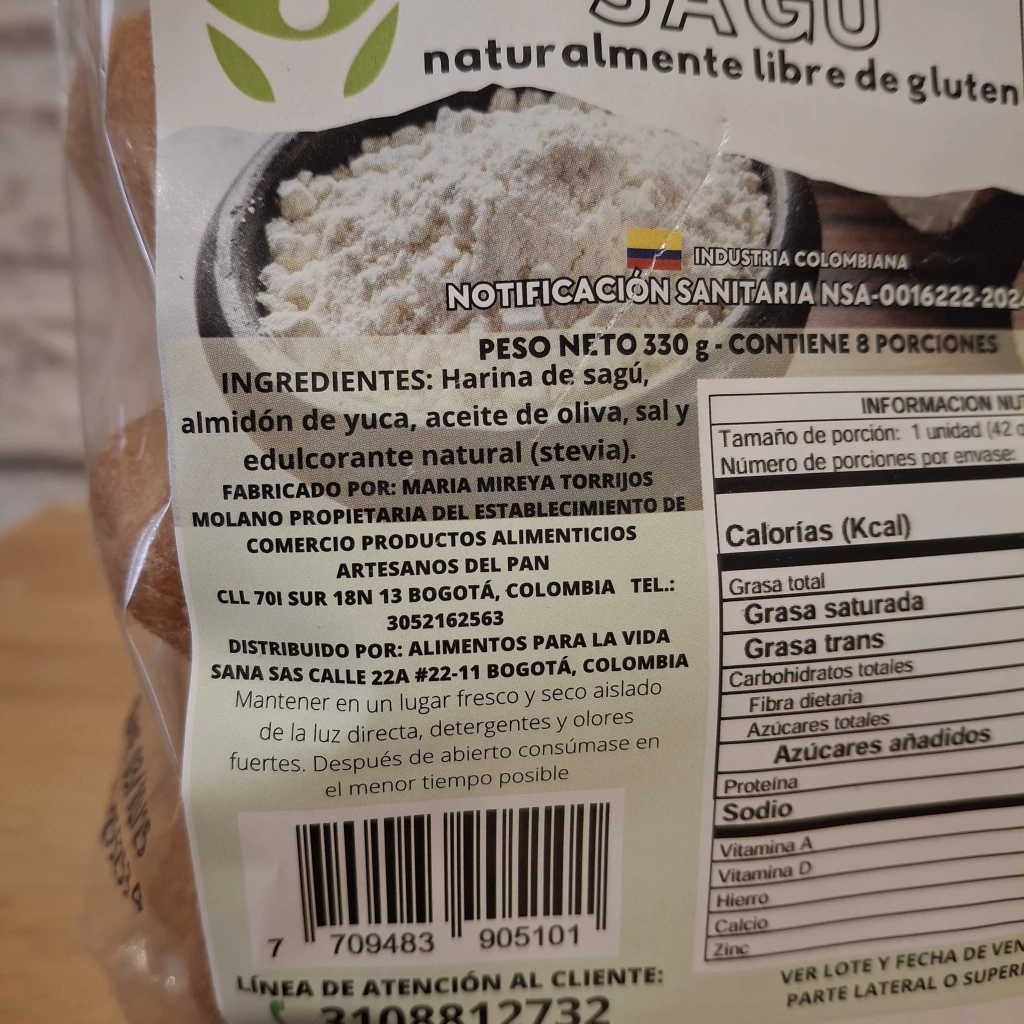 SAGÚ
naturalmente libre de gluten
INDUSTRIA COLOMBIANA
NOTIFICACIÓN SANITARIA NSA-0016222-202
PESO NETO 330 g - CONTIENE 8 PORCIONES
INGREDIENTES: Harina de sagú,
almidón de yuca, aceite de oliva, sal y
edulcorante natural (stevia).
FABRICADO POR: MARIA MIREYA TORRIJOS
MOLANO PROPIETARIA DEL ESTABLECIMIENTO DE
COMERCIO PRODUCTOS ALIMENTICIOS
ARTESANOS DEL PAN
CLL 70I SUR 18N 13 BOGOTÁ, COLOMBIA TEL.:
3052162563
DISTRIBUIDO POR: ALIMENTOS PARA LA VIDA
SANA SAS CALLE 22A #22-11 BOGOTÁ, COLOMBIA
Mantener en un lugar fresco y seco aislado
de la luz directa, detergentes y olores
fuertes. Después de abierto consúmase en
el menor tiempo posible
7 709483 905101
LÍNEA DE ATENCIÓN AL CLIENTE:
3108812732
INFORMACION NUT
Tamaño de porción: 1 unidad (42 g
Número de porciones por envase:
Calorías (Kcal)
Grasa total
Grasa saturada
Grasa trans
Carbohidratos totales
Fibra dietaria
Azúcares totales
Azúcares añadidos
Proteína
Sodio
Vitamina A
Vitamina D
Hierro
Calcio
Zinc
VER LOTE Y FECHA DE VEN
PARTE LATERAL O SUPERI